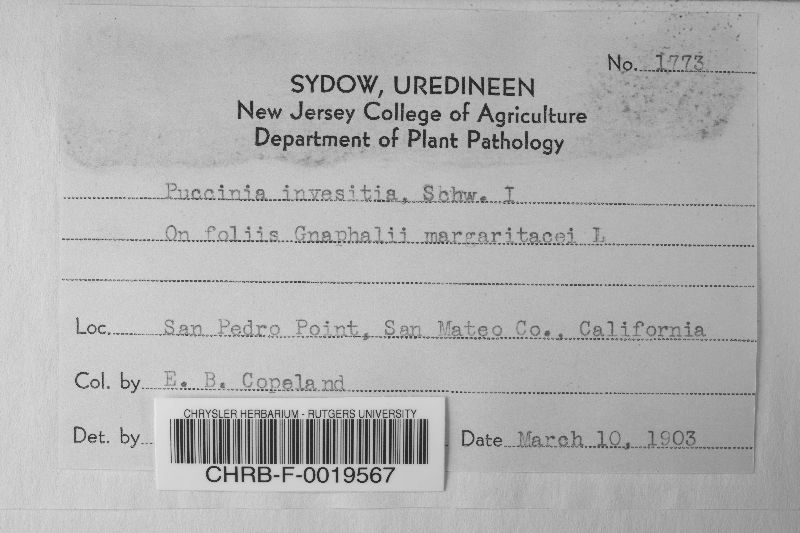 No. 1773
SYDOW, UREDINEEN
New Jersey College of Agriculture
Department of Plant Pathology
Puccinia invesitia, Schw. I
On foliis Gnaphalii margaritacei L
Loc. San Pedro Point, San Mateo Co., California
Col. by E. B. Copeland
Det. by
Date March 10, 1903
CHRYSLER HERBARIUM - RUTGERS UNIVERSITY
CHRB-F-0019567